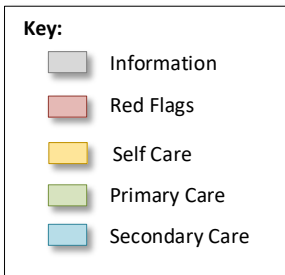 Key:
Information
Red Flags
Self Care
Primary Care
Secondary Care